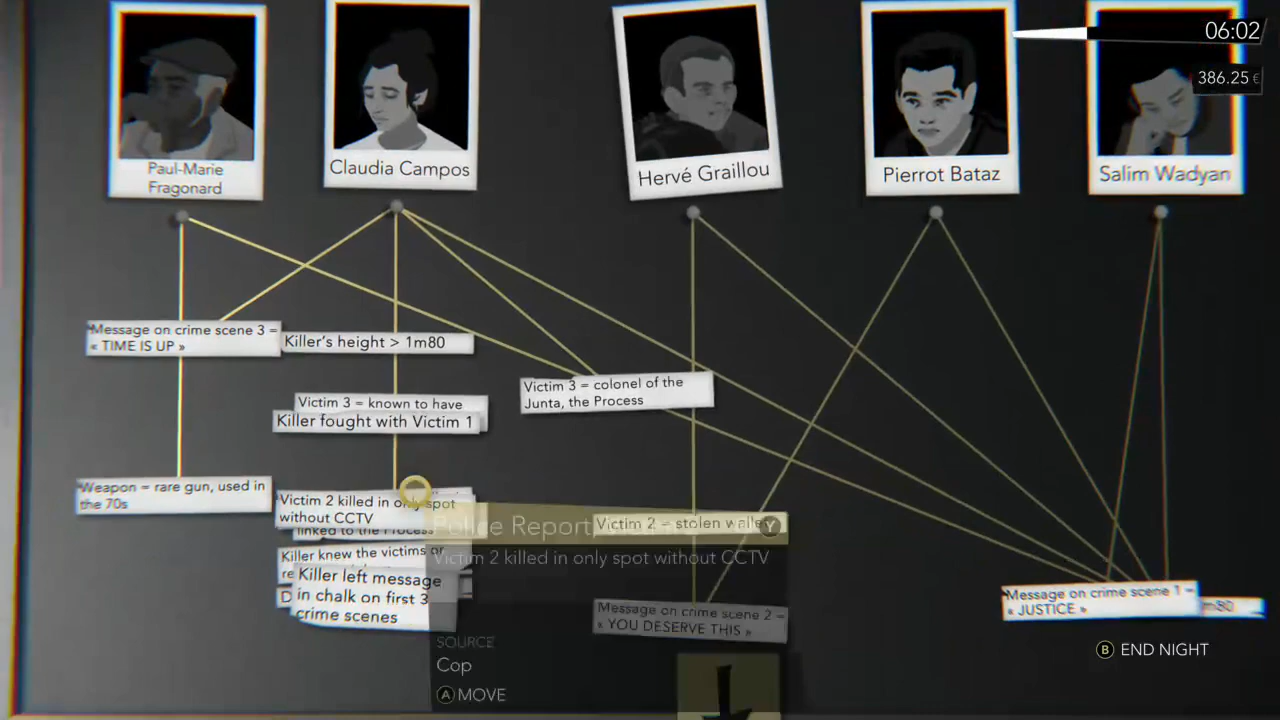 06:02
386.25 €
Paul-Marie
Fragonard
Claudia Campos
Hervé Graillou
Pierrot Bataz
Salim Wadyan
Message on crime scene 3 =
« TIME IS UP »
Killer's height > 1m80
Victim 3 = known to have
Killer fought with Victim 1
Victim 3 = colonel of the
Junta, the Process
Weapon = rare gun, used in
the 70s
Victim 2 killed in only spot
without CCTV
linked to the Process
Killer knew the victims or
Killer left message
in chalk on first 3
crime scenes
Police Report
Victim 2 = stolen wallet
Y
Victim 2 killed in only spot without CCTV
Message on crime scene 2 =
« YOU DESERVE THIS »
Message on crime scene 1 =
« JUSTICE »
m80
SOURCE
Cop
A MOVE
B END NIGHT